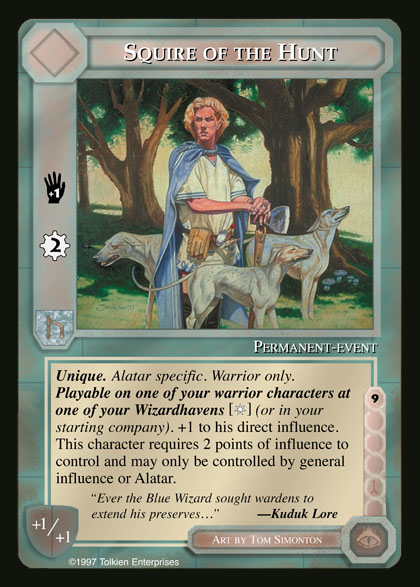 SQUIRE OF THE HUNT
+1
2
PERMANENT-EVENT
Unique. Alatar specific. Warrior only.
Playable on one of your warrior characters at
one of your Wizardhavens [☼] (or in your
starting company). +1 to his direct influence.
This character requires 2 points of influence to
control and may only be controlled by general
influence or Alatar.
“Ever the Blue Wizard sought wardens to
extend his preserves…” —Kuduk Lore
9
+1/+1
ART BY TOM SIMONTON
©1997 Tolkien Enterprises